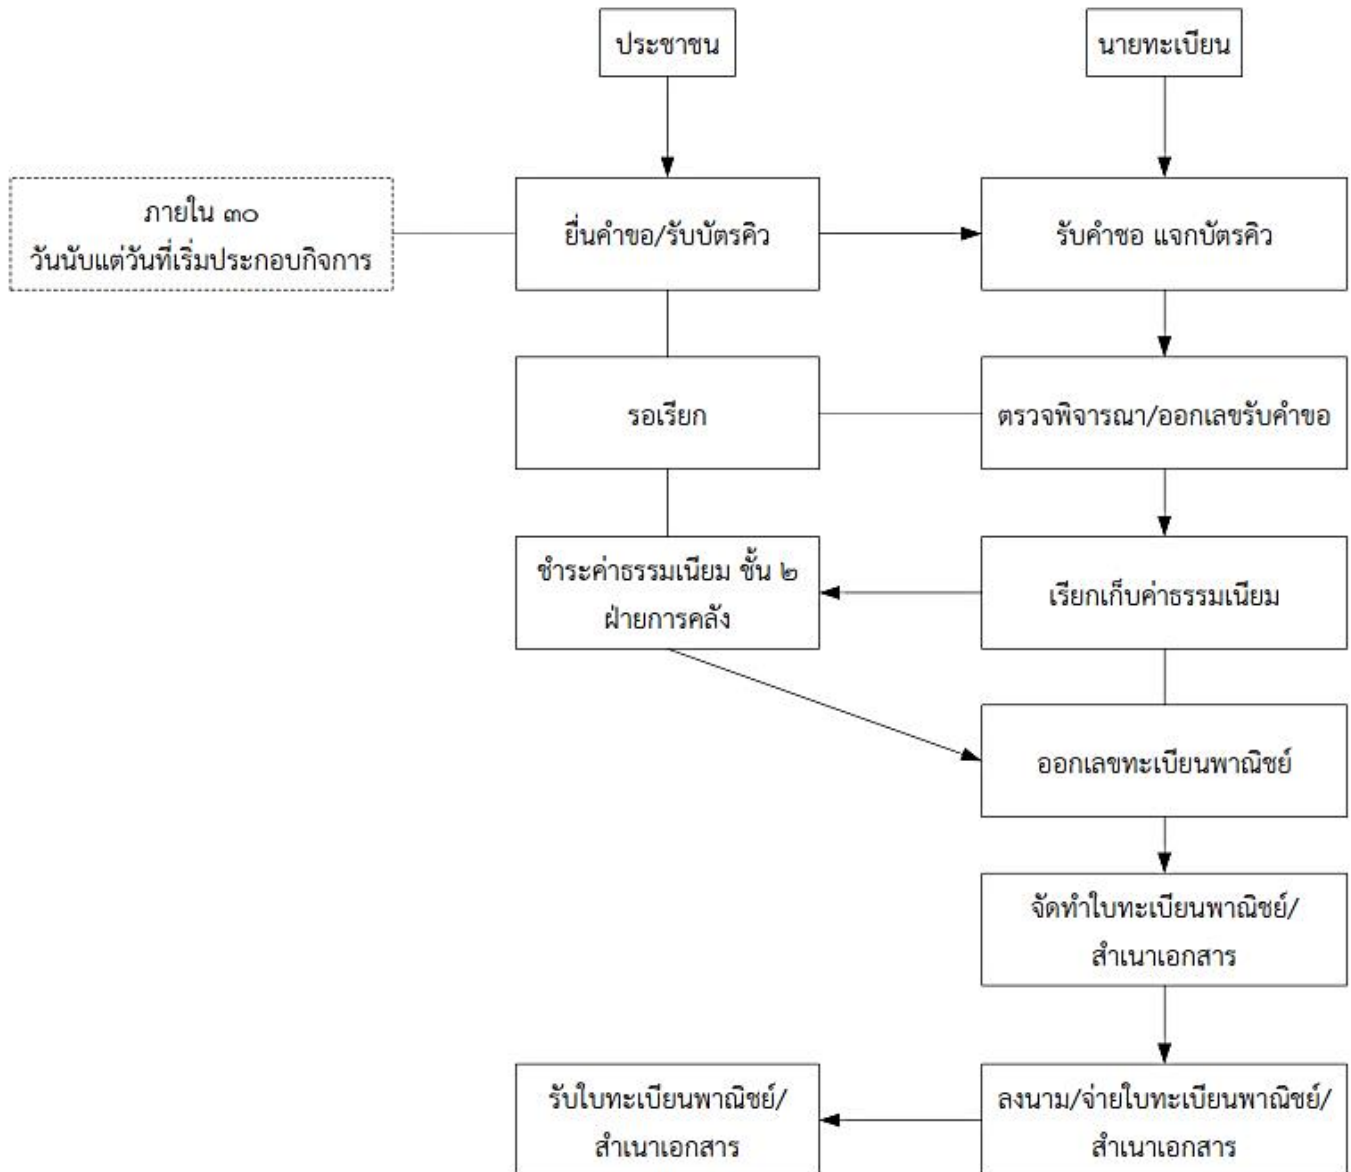 ประชาชน
นายทะเบียน
ภายใน ๓๐
วันนับแต่วันที่เริ่มประกอบกิจการ
ยื่นคำขอ/รับบัตรคิว
รับคำชอ แจกบัตรคิว
รอเรียก
ตรวจพิจารณา/ออกเลขรับคำขอ
ชำระค่าธรรมเนียม ชั้น ๒
ฝ่ายการคลัง
เรียกเก็บค่าธรรมเนียม
ออกเลขทะเบียนพาณิชย์
จัดทำใบทะเบียนพาณิชย์/
สำเนาเอกสาร
รับใบทะเบียนพาณิชย์/
สำเนาเอกสาร
ลงนาม/จ่ายใบทะเบียนพาณิชย์/
สำเนาเอกสาร